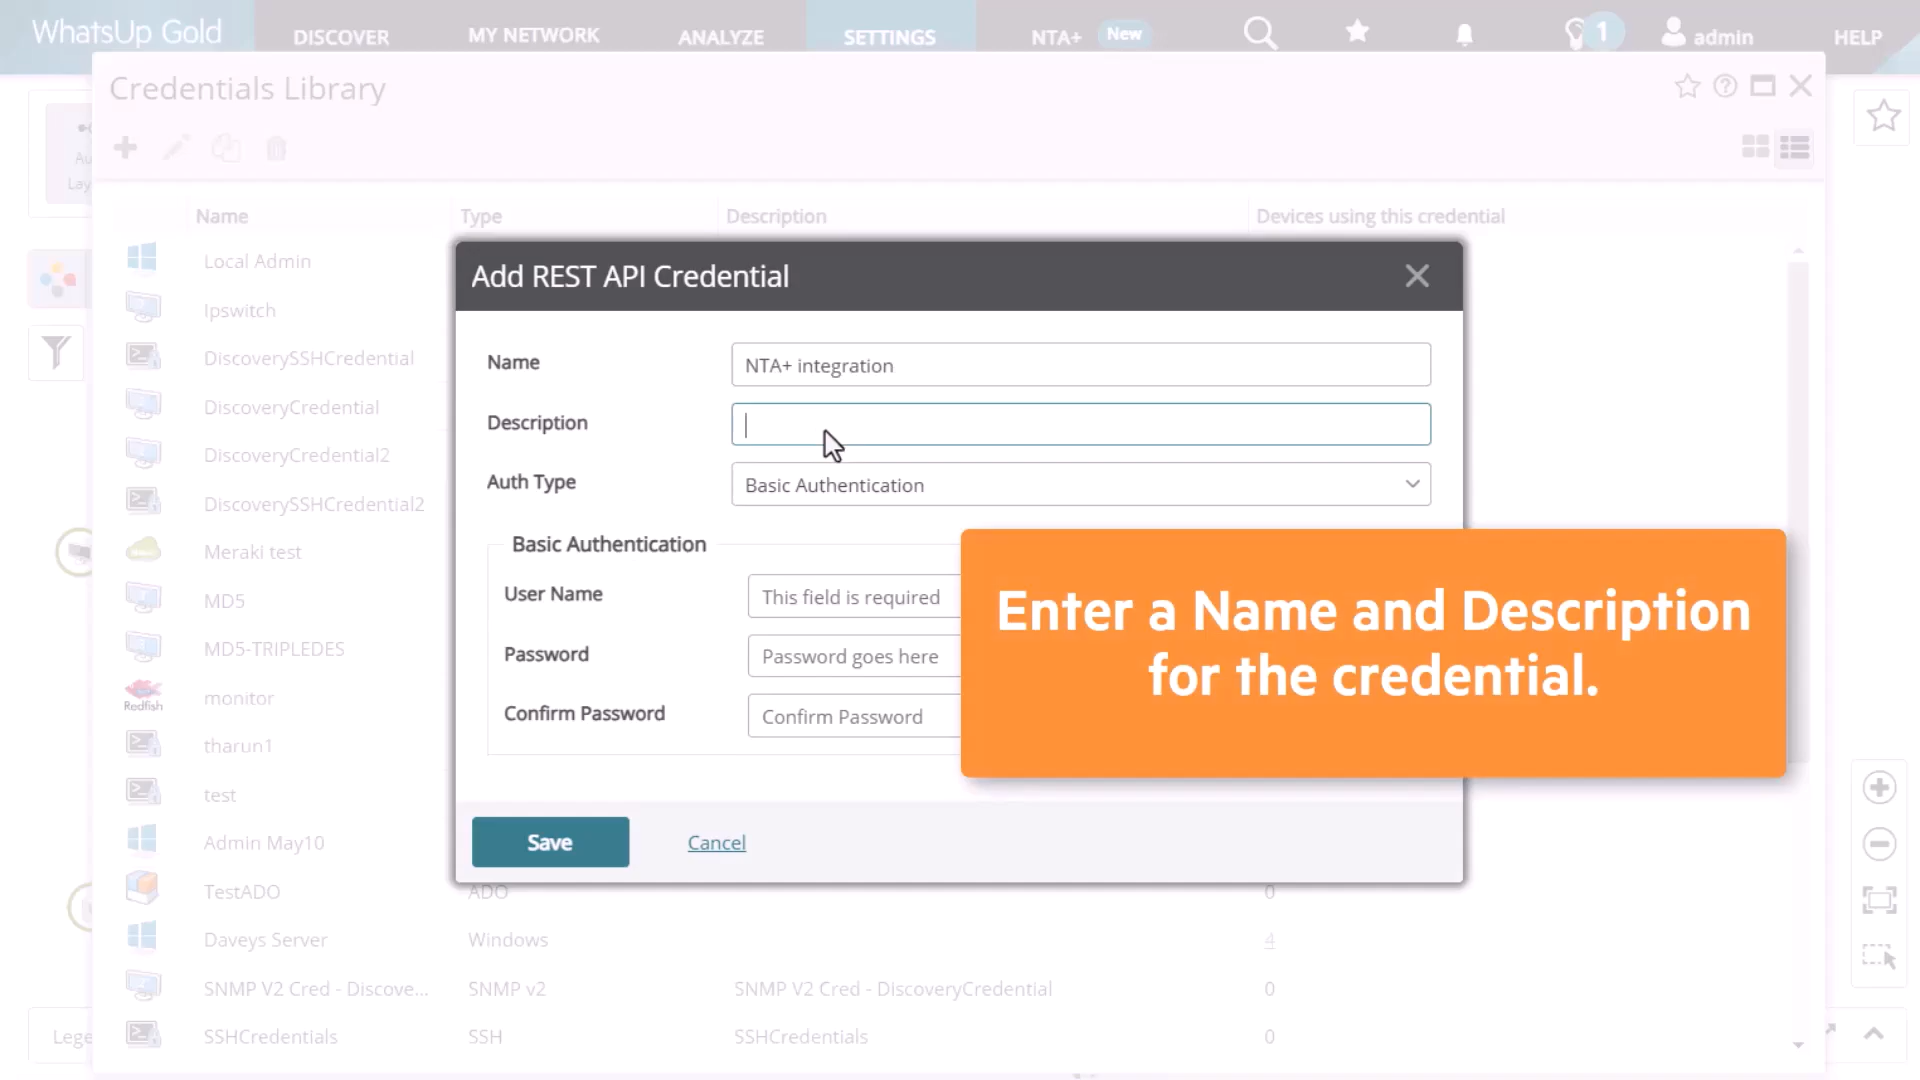 WhatsUp Gold
DISCOVER
MY NETWORK
ANALYZE
SETTINGS
NTA+
New
1
admin
HELP
Credentials Library
Au
Lay
Name
Type
Description
Devices using this credential
Local Admin
Ipswitch
DiscoverySSHCredential
DiscoveryCredential
DiscoveryCredential2
DiscoverySSHCredential2
Meraki test
MD5
MD5-TRIPLEDES
Redfish
monitor
tharun1
test
Admin May10
TestADO
ADO
0
Daveys Server
Windows
4
SNMP V2 Cred - Discove...
SNMP v2
SNMP V2 Cred - DiscoveryCredential
0
SSHCredentials
SSH
SSHCredentials
0
Lege
Add REST API Credential
Name
NTA+ integration
Description
Auth Type
Basic Authentication
Basic Authentication
User Name
This field is required
Password
Password goes here
Confirm Password
Confirm Password
Save
Cancel
Enter a Name and Description
for the credential.